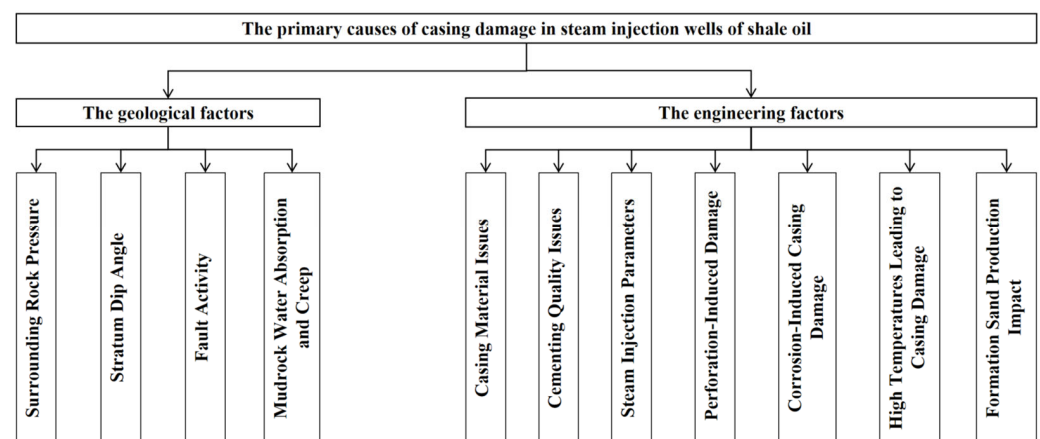 The primary causes of casing damage in steam injection wells of shale oil
The geological factors
The engineering factors
Surrounding Rock Pressure
Stratum Dip Angle
Fault Activity
Mudrock Water Absorption
and Creep
Casing Material Issues
Cementing Quality Issues
Steam Injection Parameters
Perforation-Induced Damage
Corrosion-Induced Casing
Damage
High Temperatures Leading to
Casing Damage
Formation Sand Production
Impact